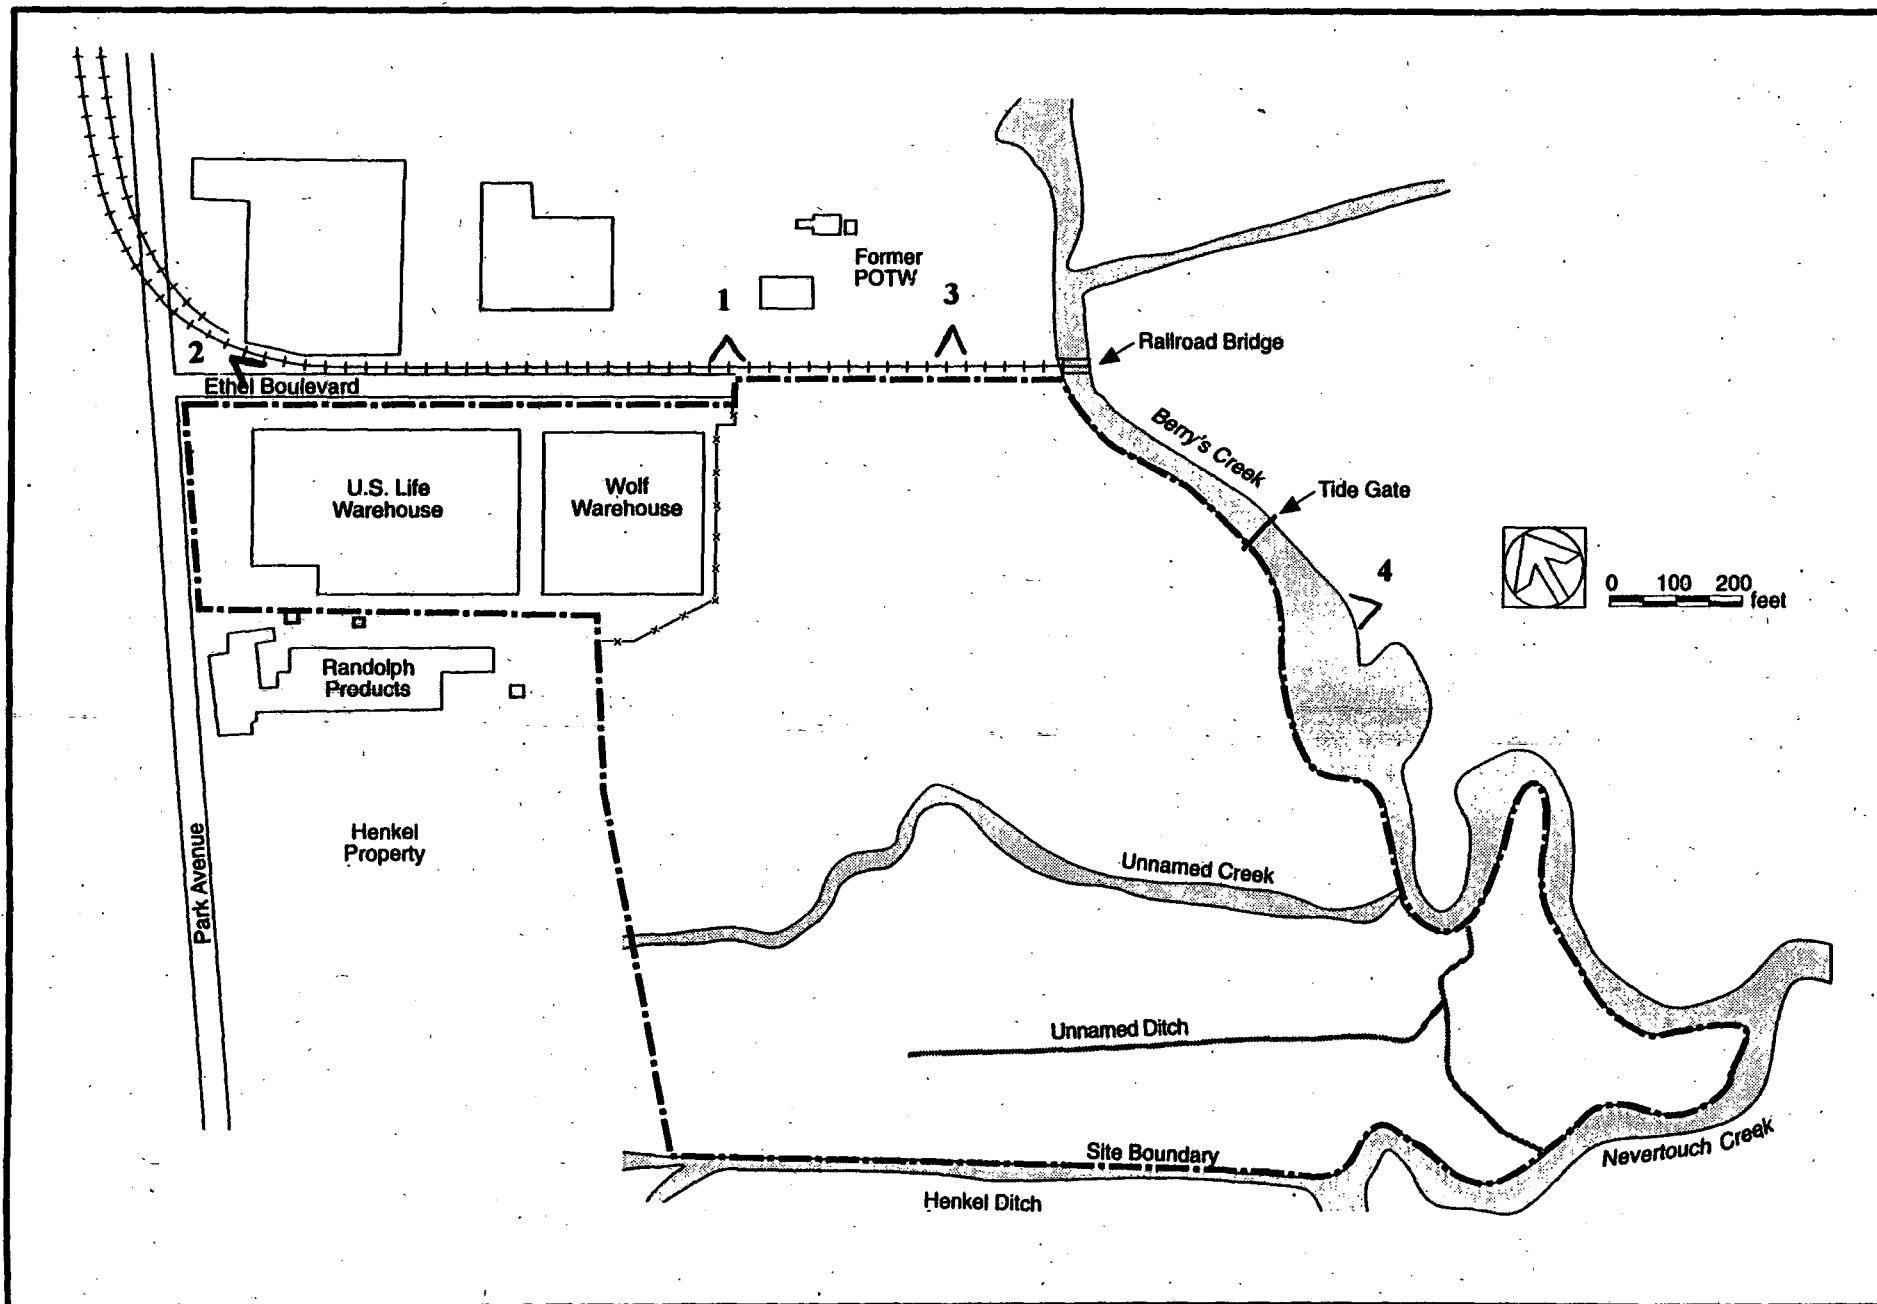 Former
POTW
1
3
2
Railroad Bridge
Ethel Boulevard
Berry's Creek
U.S. Life
Warehouse
Wolf
Warehouse
Tide Gate
4
0 100 200
feet
Randolph
Products
Henkel
Property
Park Avenue
Unnamed Creek
Unnamed Ditch
Site Boundary
Nevertouch Creek
Henkel Ditch